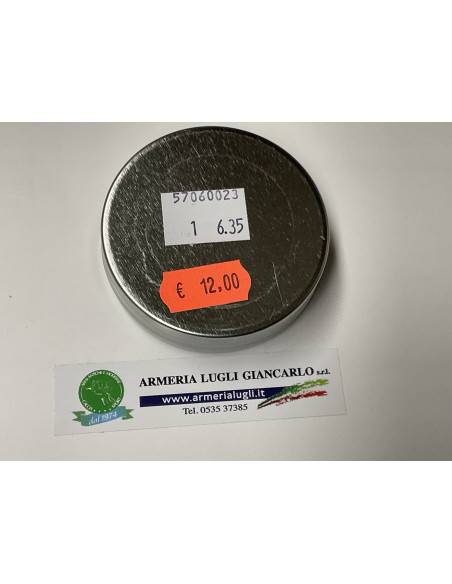 57060023
1 6.35
€ 12,00
ARMERIA LUGLI GIANCARLO s.r.l.
www.armerialugli.it
Tel. 0535 37385
dal 1974